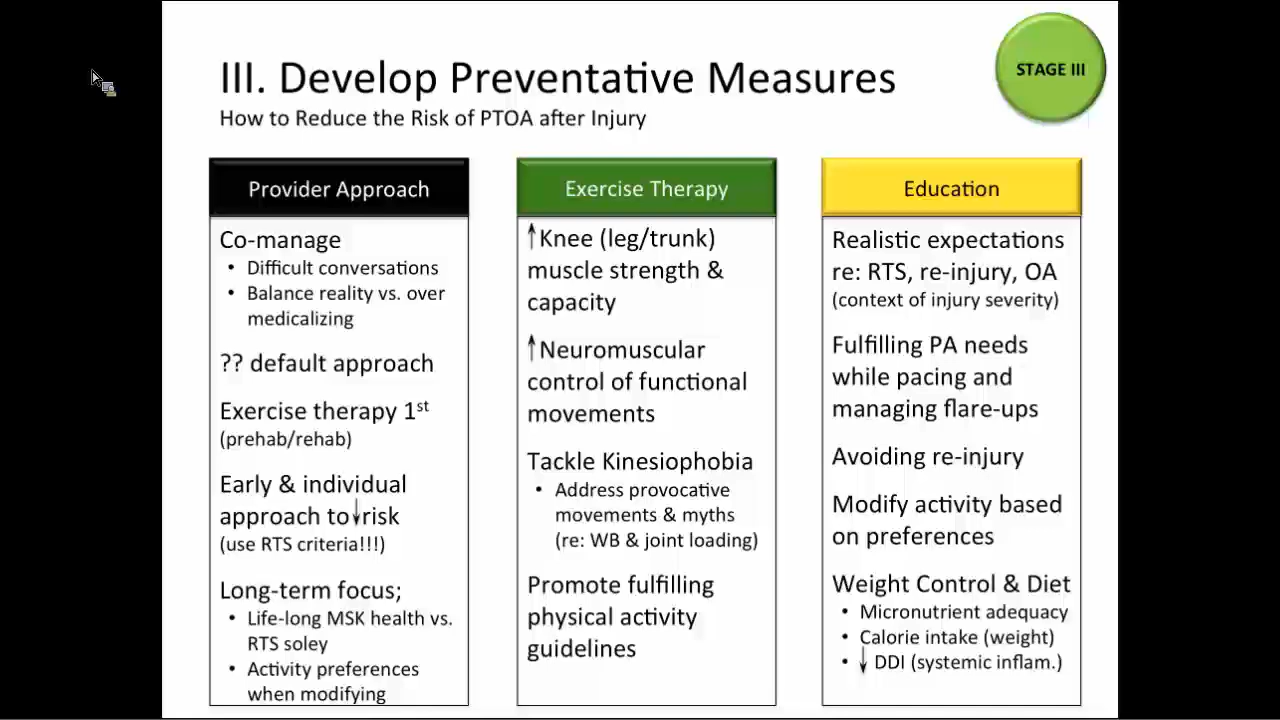 III. Develop Preventative Measures
How to Reduce the Risk of PTOA after Injury
STAGE III
Provider Approach
Co-manage
• Difficult conversations
• Balance reality vs. over
medicalizing
?? default approach
Exercise therapy 1st
(prehab/rehab)
Early & individual
approach to↓risk
(use RTS criteria!!!)
Long-term focus;
• Life-long MSK health vs.
RTS soley
• Activity preferences
when modifying
Exercise Therapy
↑Knee (leg/trunk)
muscle strength &
capacity
↑Neuromuscular
control of functional
movements
Tackle Kinesiophobia
• Address provocative
movements & myths
(re: WB & joint loading)
Promote fulfilling
physical activity
guidelines
Education
Realistic expectations
re: RTS, re-injury, OA
(context of injury severity)
Fulfilling PA needs
while pacing and
managing flare-ups
Avoiding re-injury
Modify activity based
on preferences
Weight Control & Diet
• Micronutrient adequacy
• Calorie intake (weight)
• ↓ DDI (systemic inflam.)